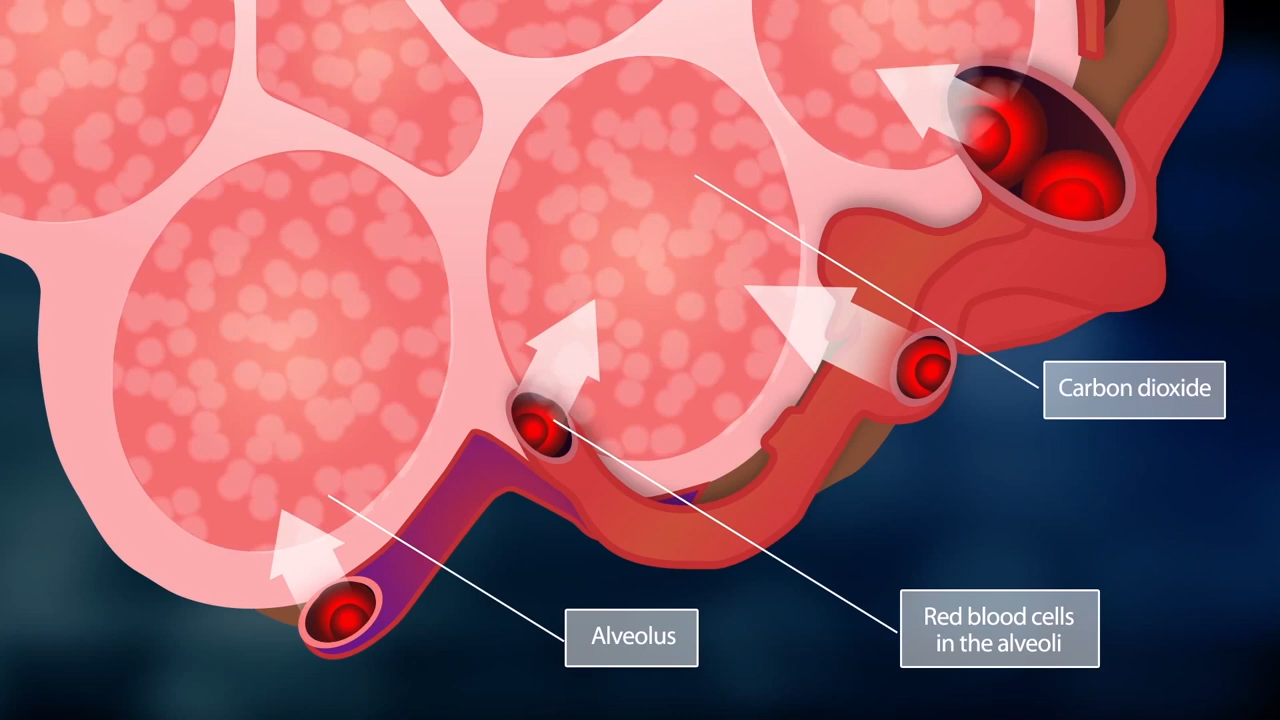 Carbon dioxide
Red blood cells
in the alveoli
Alveolus